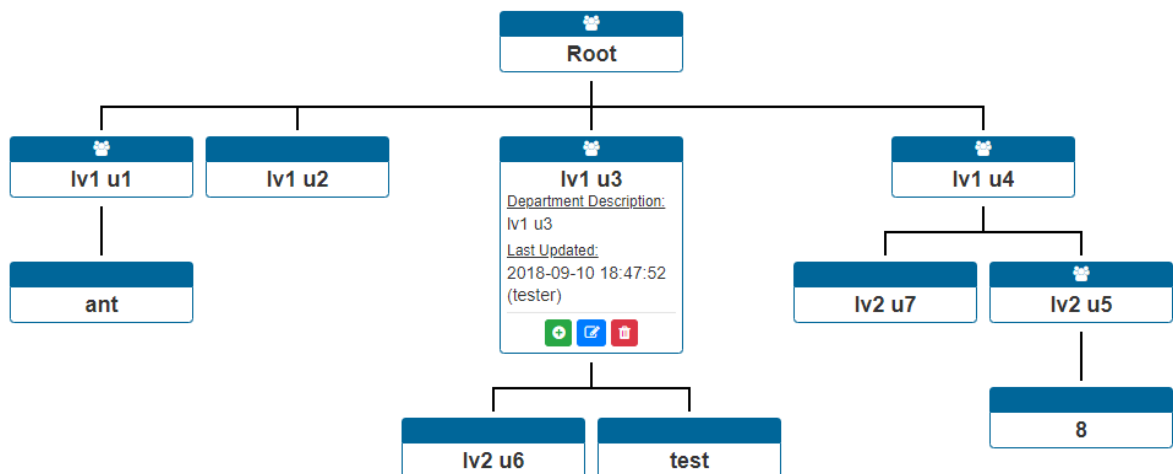 Root
lv1 u1
lv1 u2
lv1 u3
Department Description:
lv1 u3
Last Updated:
2018-09-10 18:47:52
(tester)
lv1 u4
ant
lv2 u7
lv2 u5
lv2 u6
test
8